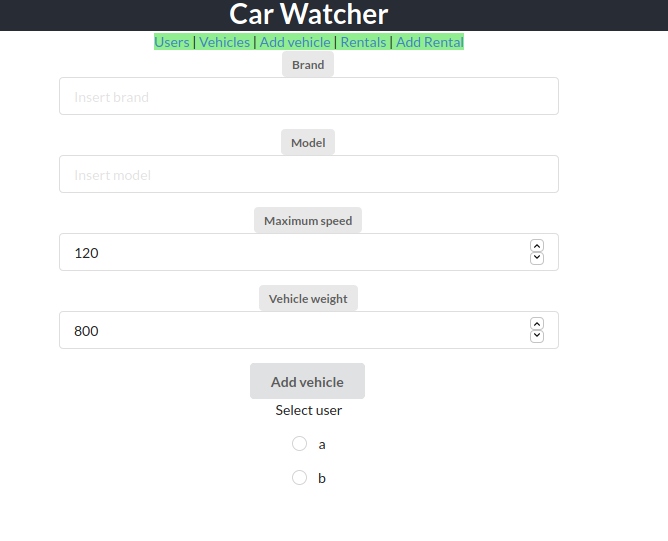 Car Watcher
Users | Vehicles | Add vehicle | Rentals | Add Rental
Brand
Insert brand
Model
Insert model
Maximum speed
120
Vehicle weight
800
Add vehicle
Select user
a
b